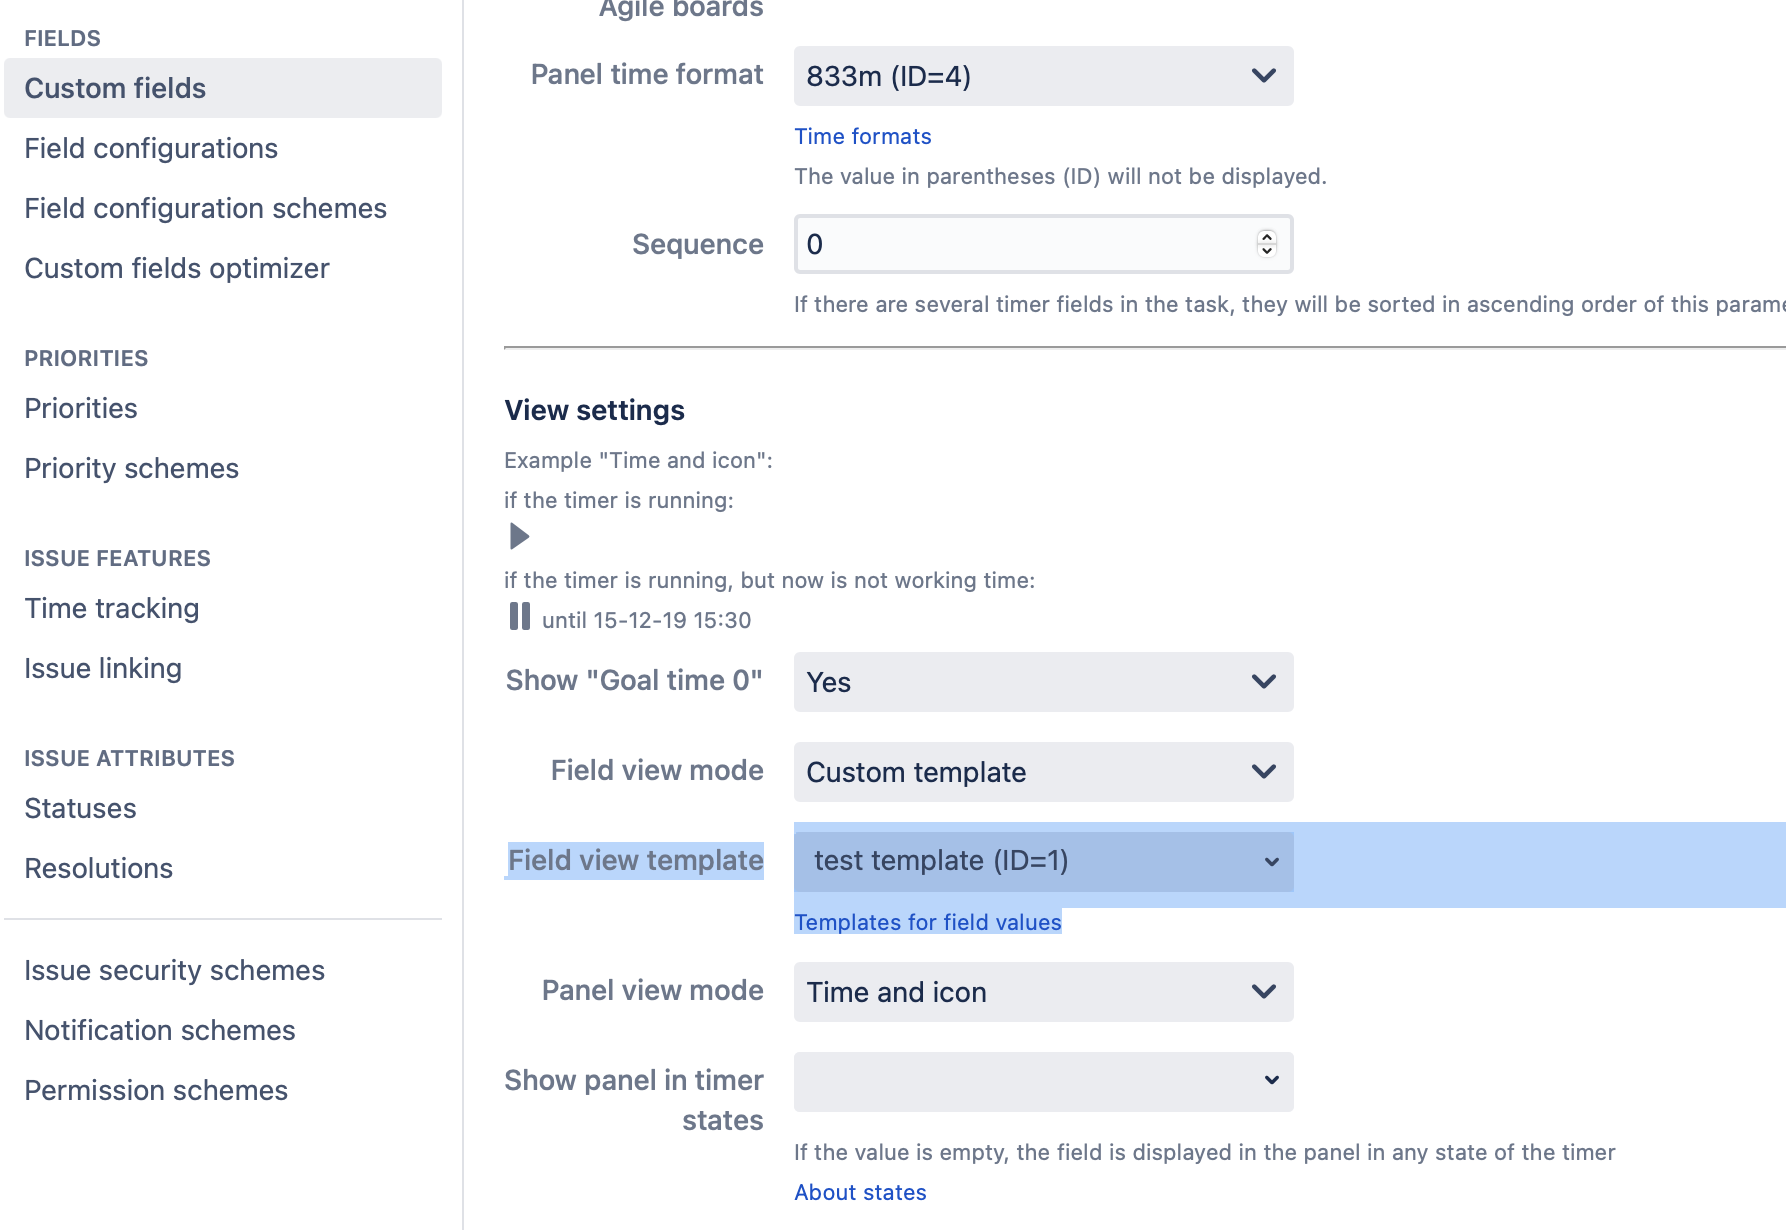 FIELDS
Custom fields
Field configurations
Field configuration schemes
Custom fields optimizer
PRIORITIES
Priorities
Priority schemes
ISSUE FEATURES
Time tracking
Issue linking
ISSUE ATTRIBUTES
Statuses
Resolutions
Issue security schemes
Notification schemes
Permission schemes
Agile boards
Panel time format
833m (ID=4)
Time formats
The value in parentheses (ID) will not be displayed.
Sequence
0
If there are several timer fields in the task, they will be sorted in ascending order of this parame
View settings
Example "Time and icon":
if the timer is running:
if the timer is running, but now is not working time:
until 15-12-19 15:30
Show "Goal time 0"
Yes
Field view mode
Custom template
Field view template
test template (ID=1)
Templates for field values
Panel view mode
Time and icon
Show panel in timer
states
If the value is empty, the field is displayed in the panel in any state of the timer
About states